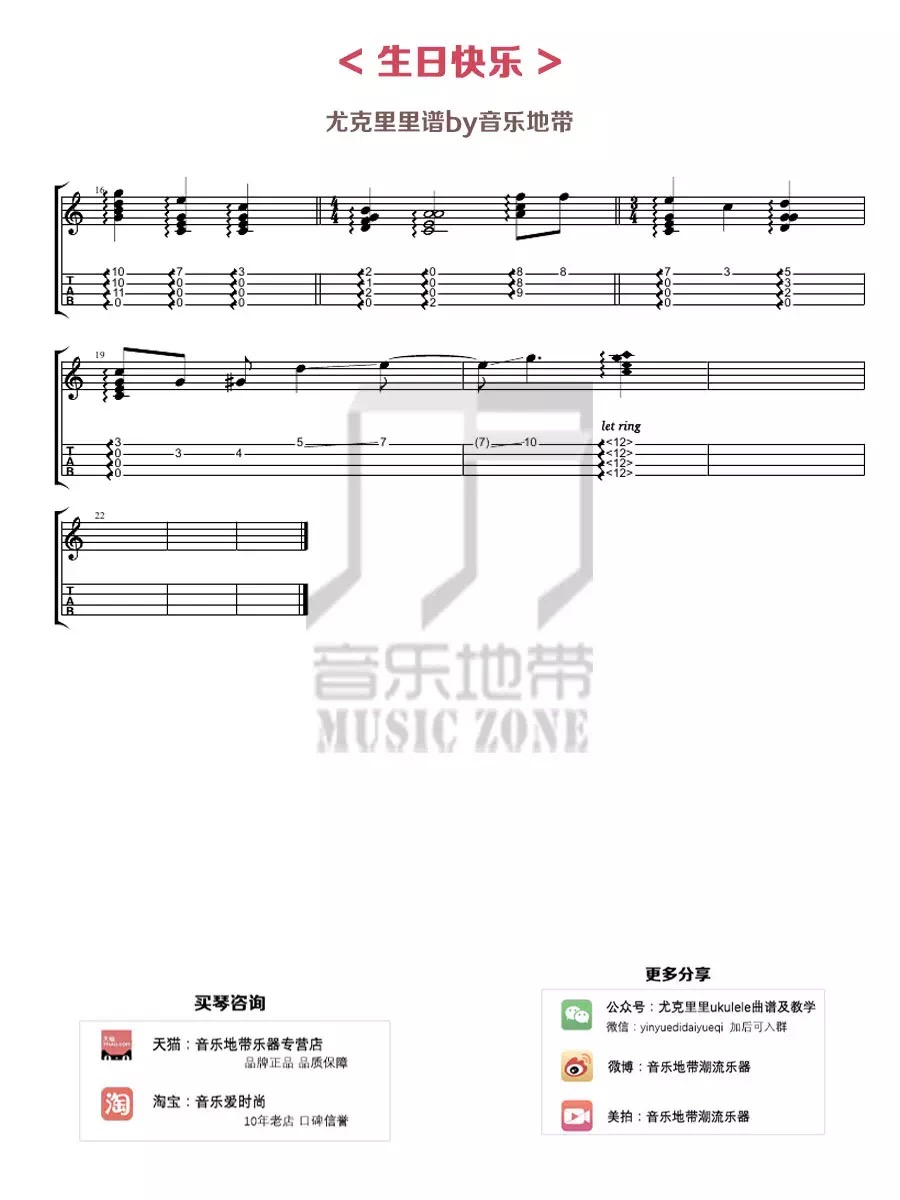 < 生日快乐 >
尤克里里谱by音乐地带
16
4 4
3 4
T A B
10 7 3 2 0 8 8 7 3 5
10 0 0 1 0 8 0 3
11 0 0 2 0 9 0 2
0 0 0 0 2 0 0
19
let ring
T A B
3 5 7 (7) 10 <12>
0 3 4 <12>
0 <12>
0 <12>
22
T A B
音乐地带
MUSIC ZONE
买琴咨询
天猫
TMALL.COM
天猫：音乐地带乐器专营店
品牌正品 品质保障
淘
淘宝：音乐爱时尚
10年老店 口碑信誉
更多分享
公众号：尤克里里ukulele曲谱及教学
微信：yinyuedidaiyueqi 加后可入群
微博：音乐地带潮流乐器
美拍：音乐地带潮流乐器